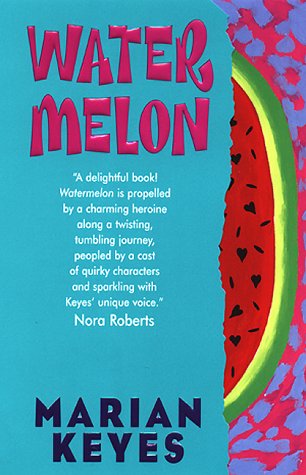 WATER
MELON
"A delightful book!
Watermelon is propelled
by a charming heroine
along a twisting,
tumbling journey,
peopled by a cast
of quirky characters
and sparkling with
Keyes' unique voice."
Nora Roberts
MARIAN
KEYES